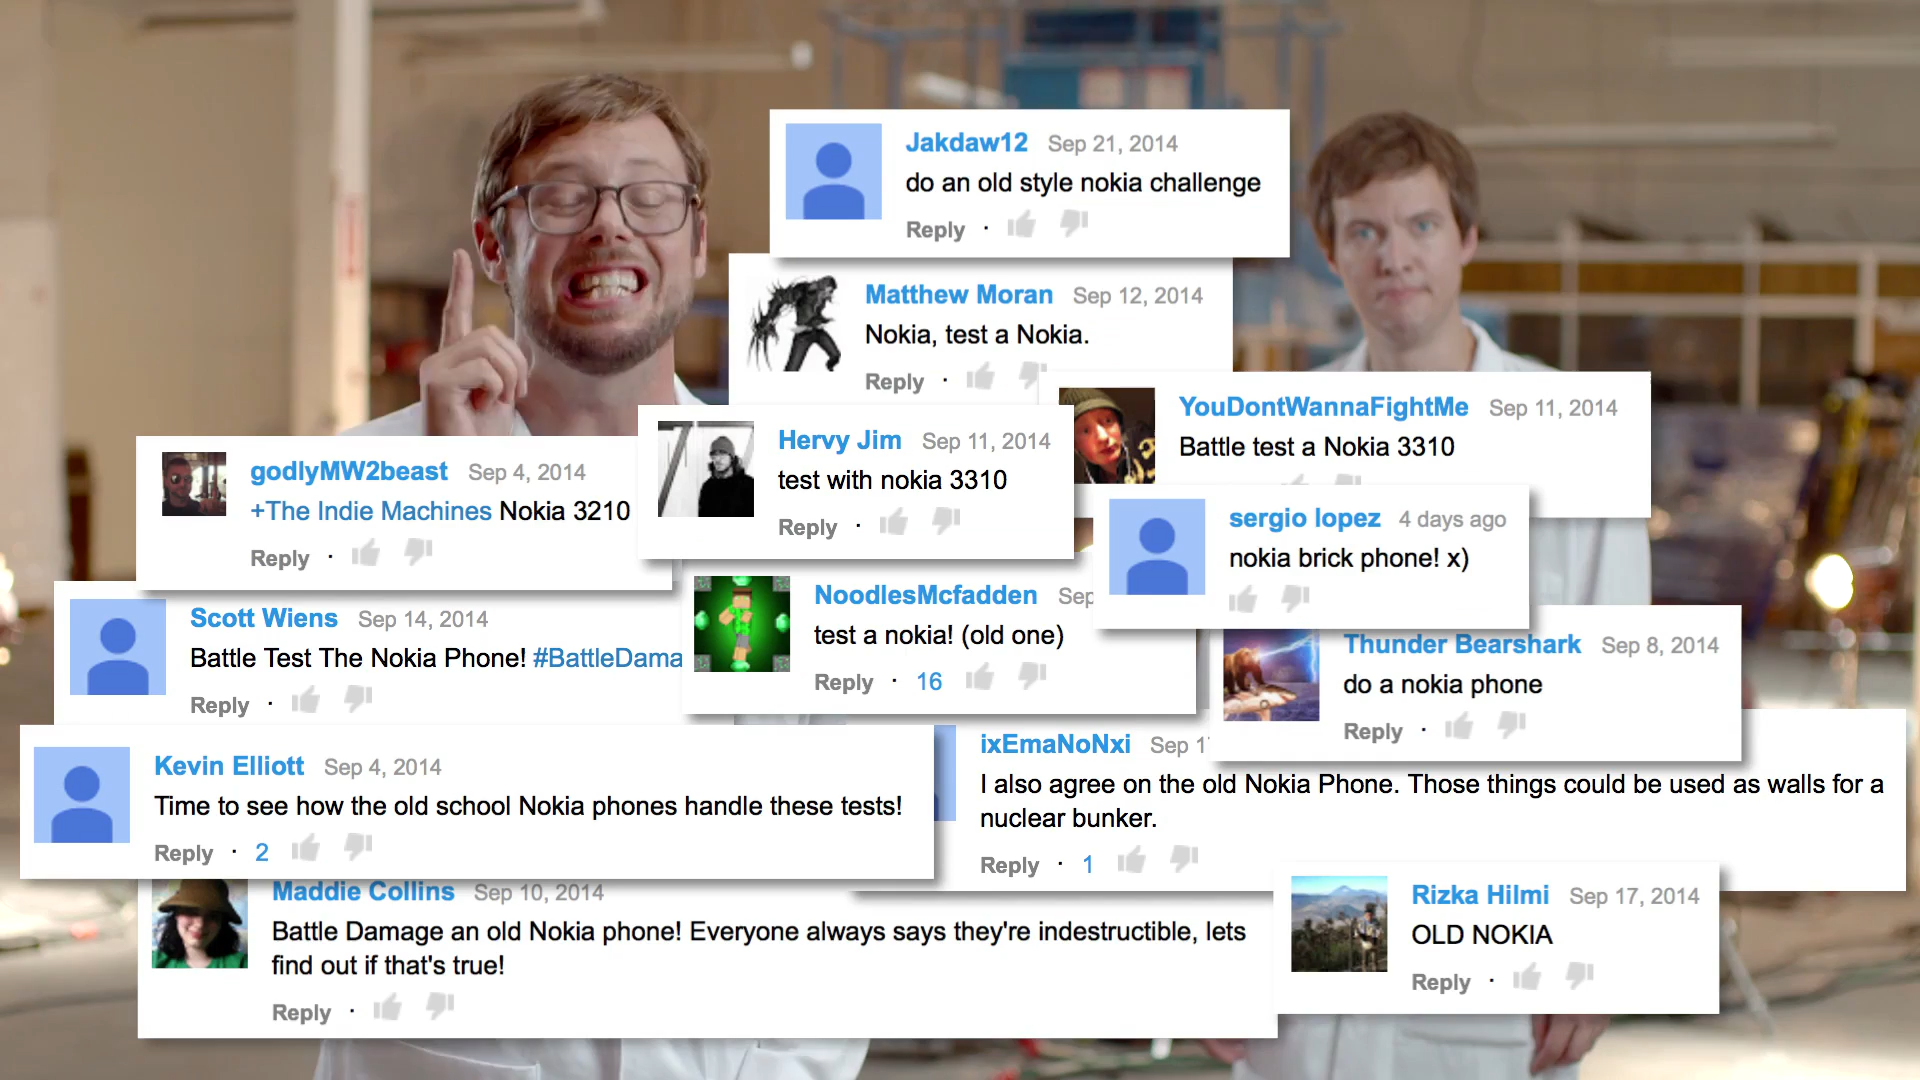 Jakdaw12 Sep 21, 2014
do an old style nokia challenge
Reply ·
Matthew Moran Sep 12, 2014
Nokia, test a Nokia.
Reply ·
YouDontWannaFightMe Sep 11, 2014
Battle test a Nokia 3310
Hervy Jim Sep 11, 2014
test with nokia 3310
Reply ·
godlyMW2beast Sep 4, 2014
+The Indie Machines Nokia 3210
Reply ·
sergio lopez 4 days ago
nokia brick phone! x)
NoodlesMcfadden Sep
test a nokia! (old one)
Reply · 16
Scott Wiens Sep 14, 2014
Battle Test The Nokia Phone! #BattleDama
Reply ·
Thunder Bearshark Sep 8, 2014
do a nokia phone
Reply ·
Kevin Elliott Sep 4, 2014
Time to see how the old school Nokia phones handle these tests!
Reply · 2
ixEmaNoNxi Sep
I also agree on the old Nokia Phone. Those things could be used as walls for a
nuclear bunker.
Reply · 1
Maddie Collins Sep 10, 2014
Battle Damage an old Nokia phone! Everyone always says they're indestructible, lets
find out if that's true!
Reply ·
Rizka Hilmi Sep 17, 2014
OLD NOKIA
Reply ·